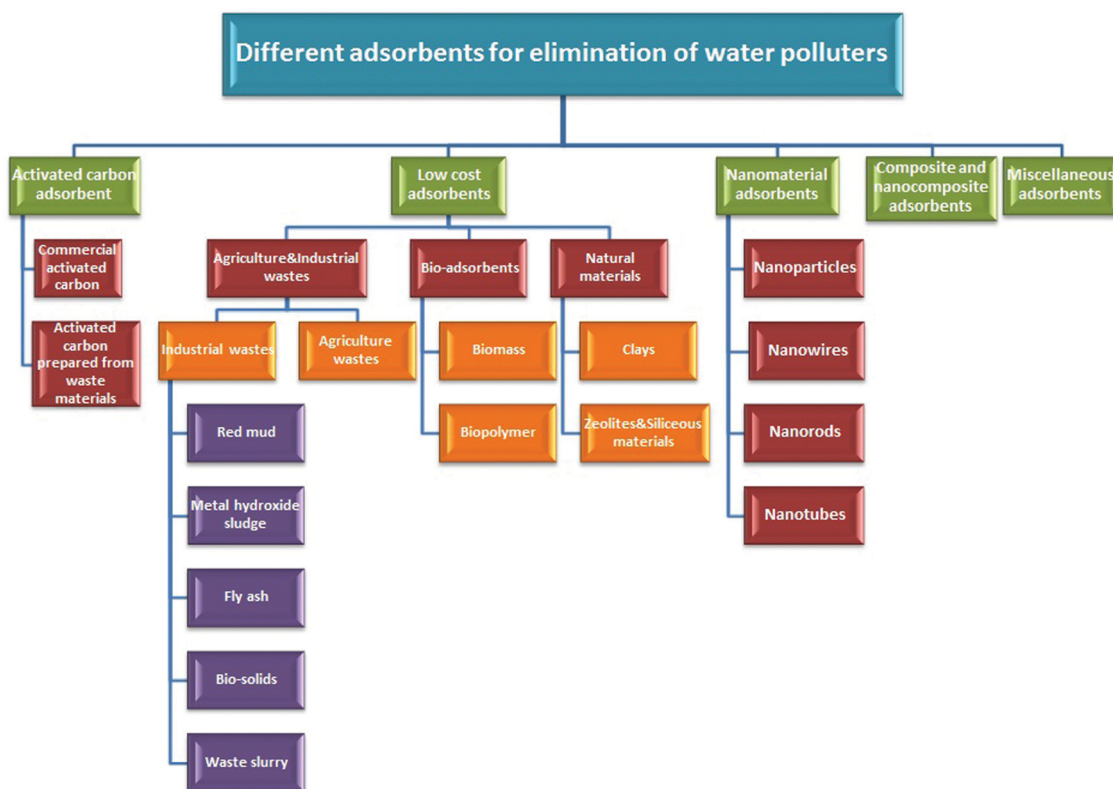 Different adsorbents for elimination of water polluters
Activated carbon
adsorbent
Low cost
adsorbents
Nanomaterial
adsorbents
Composite and
nanocomposite
adsorbents
Miscellaneous
adsorbents
Commercial
activated
carbon
Activated
carbon
prepared from
waste
materials
Agriculture&Industrial
wastes
Bio-adsorbents
Natural
materials
Industrial wastes
Agriculture
wastes
Red mud
Metal hydroxide
sludge
Fly ash
Bio-solids
Waste slurry
Biomass
Biopolymer
Clays
Zeolites&Siliceous
materials
Nanoparticles
Nanowires
Nanorods
Nanotubes